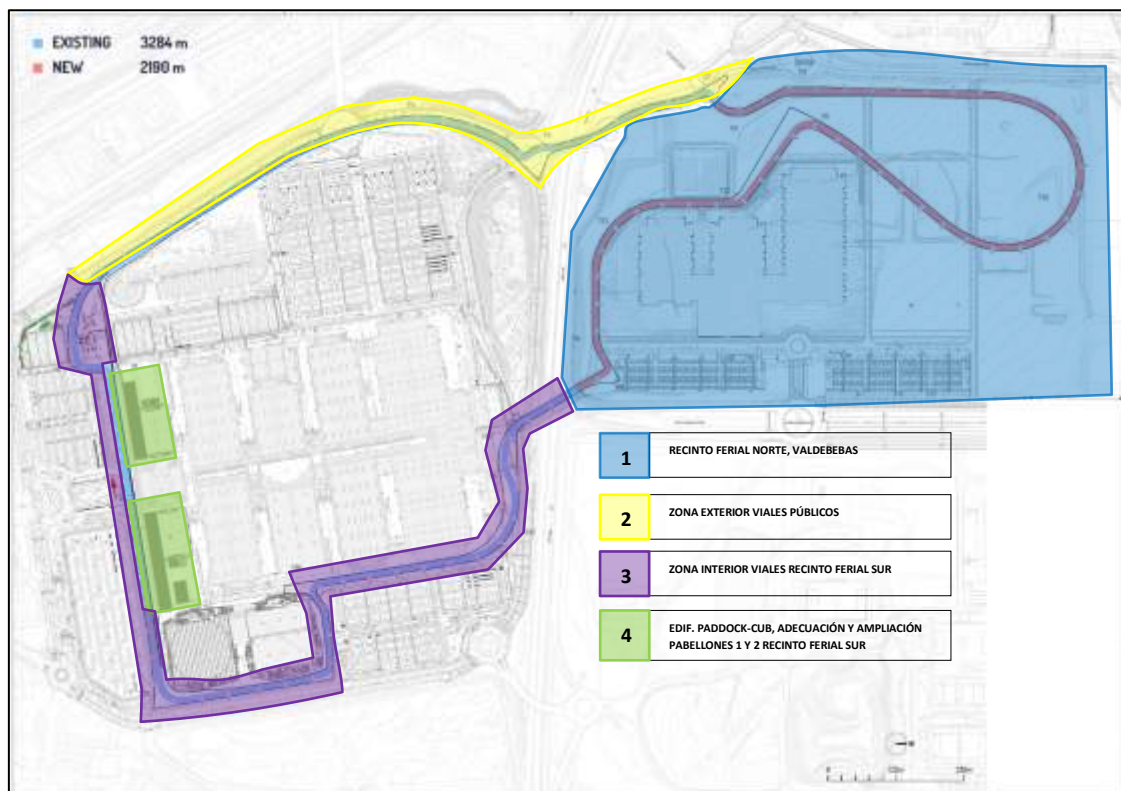 EXISTING 3284 m
NEW 2190 m
1 RECINTO FERIAL NORTE, VALDEBEBAS
2 ZONA EXTERIOR VIALES PÚBLICOS
3 ZONA INTERIOR VIALES RECINTO FERIAL SUR
4 EDIF. PADDOCK-CUB, ADECUACIÓN Y AMPLIACIÓN
PABELLONES 1 Y 2 RECINTO FERIAL SUR